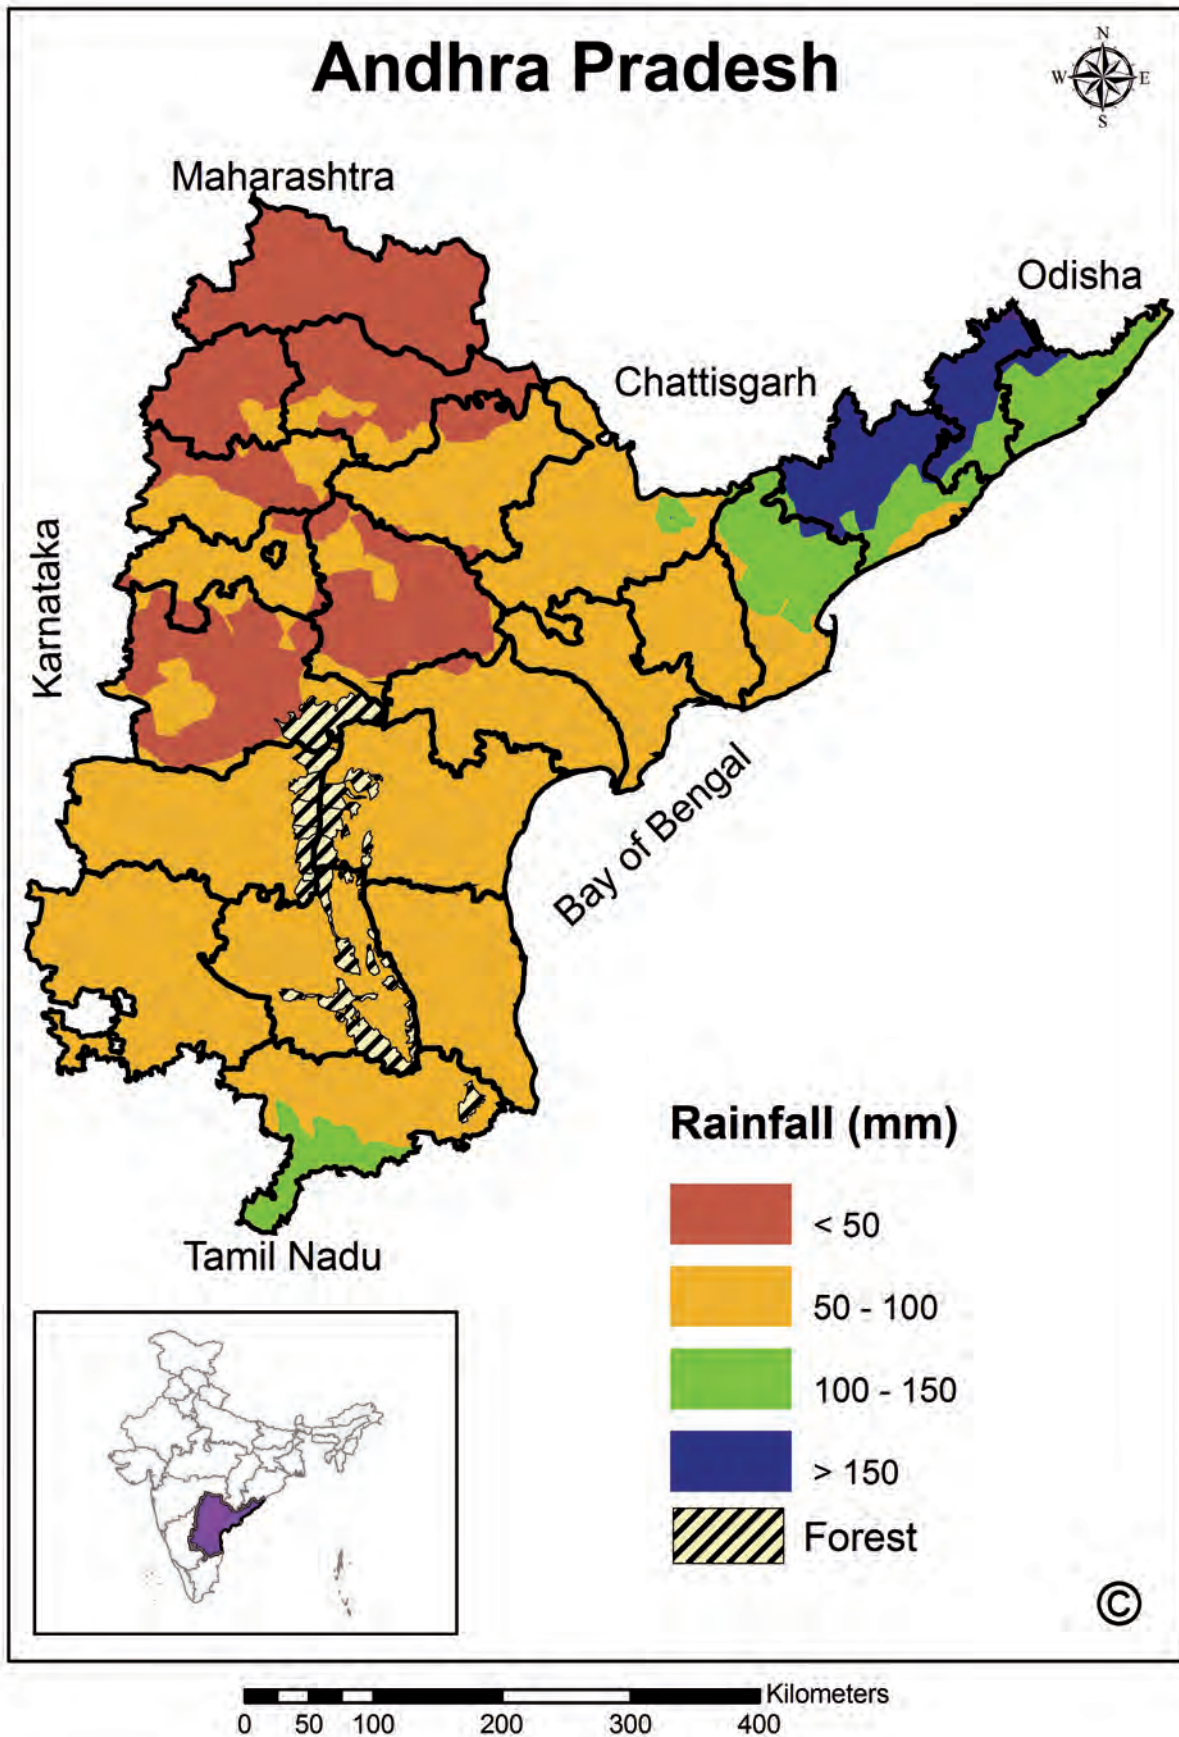 Andhra Pradesh
N
W
E
S
Maharashtra
Odisha
Chattisgarh
Karnataka
Bay of Bengal
Tamil Nadu
Rainfall (mm)
< 50
50 - 100
100 - 150
> 150
Forest
©
Kilometers
0 50 100 200 300 400